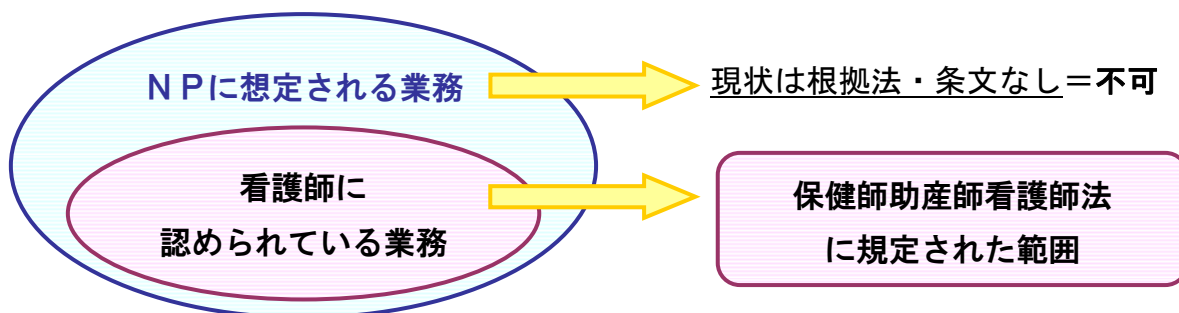 ＮＰに想定される業務
現状は根拠法・条文なし＝不可
看護師に
認められている業務
保健師助産師看護師法
に規定された範囲